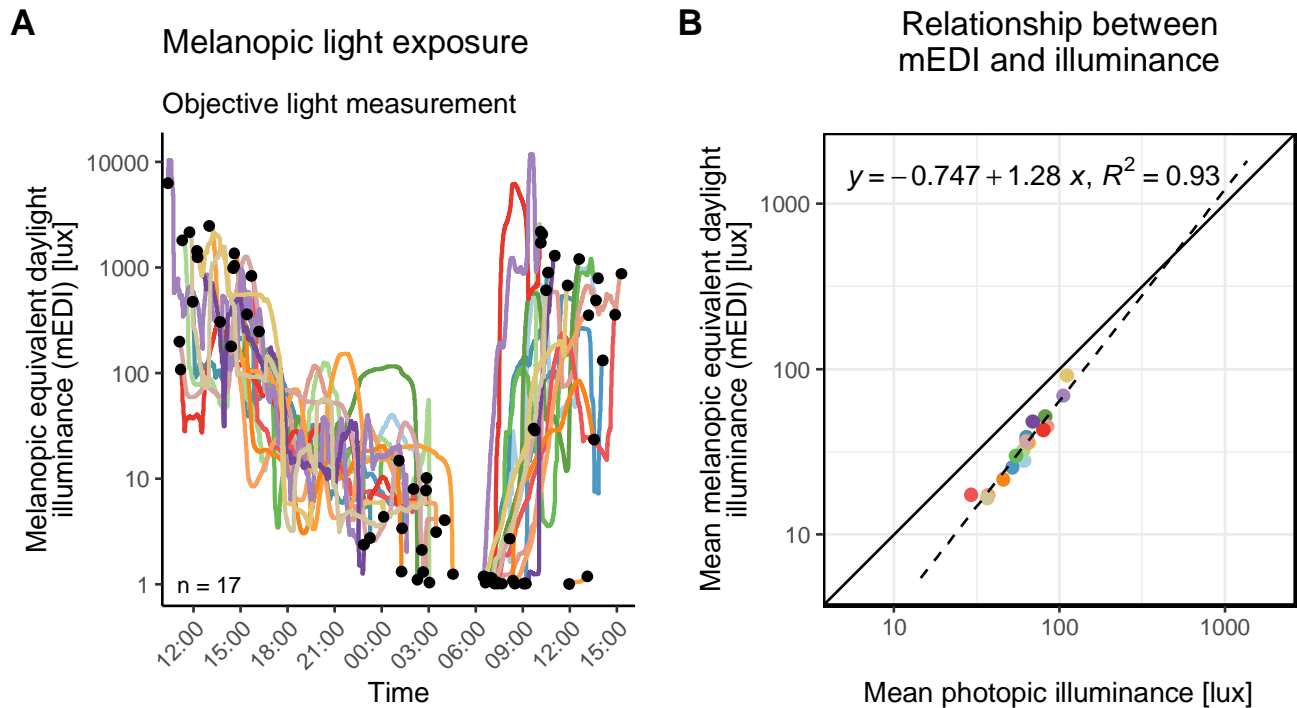 A
Melanopic light exposure
Objective light measurement
Melanopic equivalent daylight
illuminance (mEDI) [lux]
10000
1000
100
10
1
n = 17
12:00
15:00
18:00
21:00
00:00
03:00
06:00
09:00
12:00
15:00
Time
B
Relationship between
mEDI and illuminance
Mean melanopic equivalent daylight
illuminance (mEDI) [lux]
y = −0.747 + 1.28 x, R² = 0.93
1000
100
10
10
100
1000
Mean photopic illuminance [lux]